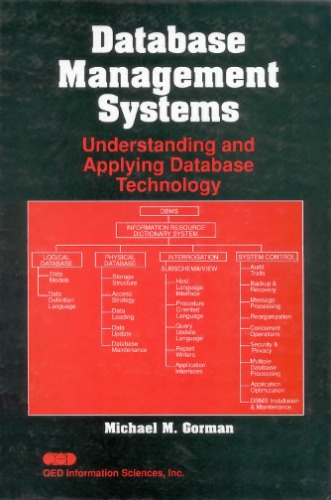 Database
Management
Systems
Understanding and
Applying Database
Technology
DBMS
INFORMATION RESOURCE
DICTIONARY SYSTEM
LOGICAL
DATABASE
Data
Models
Data
Definition
Language
PHYSICAL
DATABASE
Storage
Structure
Access
Strategy
Data
Loading
Data
Update
Database
Maintenance
INTERROGATION
SUBSCHEMA/VIEW
Host
Language
Interface
Procedure
Oriented
Language
Query
Update
Language
Report
Writers
Application
Interfaces
SYSTEM CONTROL
Audit
Trails
Backup &
Recovery
Message
Processing
Reorganization
Concurrent
Operations
Security &
Privacy
Multiple
Database
Processing
Application
Optimization
DBMS Installation
& Maintenance
Michael M. Gorman
QED
QED Information Sciences, Inc.